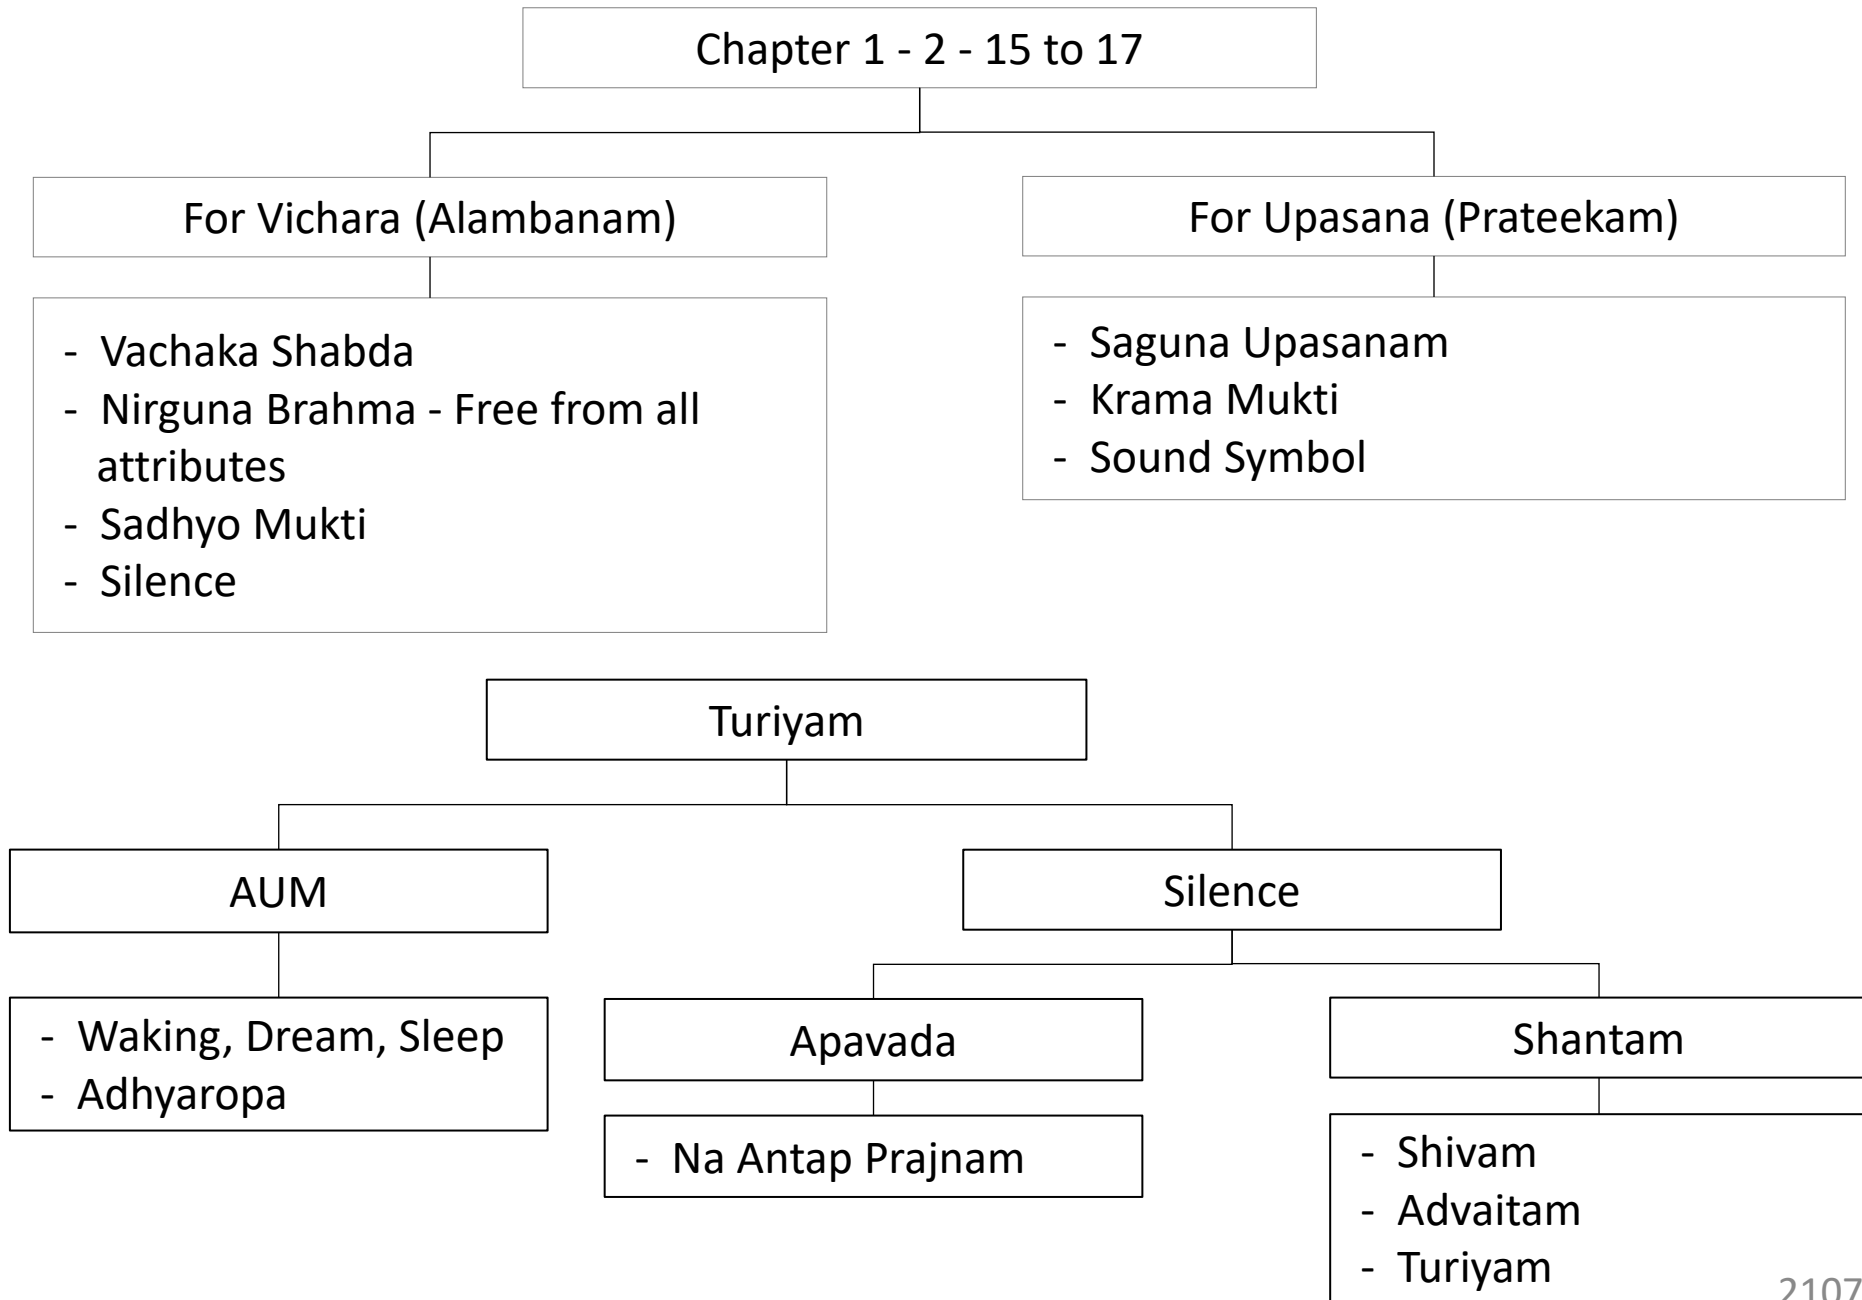 Chapter 1 - 2 - 15 to 17
For Vichara (Alambanam)
For Upasana (Prateekam)
- Vachaka Shabda
- Nirguna Brahma - Free from all
attributes
- Sadhyo Mukti
- Silence
- Saguna Upasanam
- Krama Mukti
- Sound Symbol
Turiyam
AUM
Silence
- Waking, Dream, Sleep
- Adhyaropa
Apavada
Shantam
- Na Antap Prajnam
- Shivam
- Advaitam
- Turiyam
2107